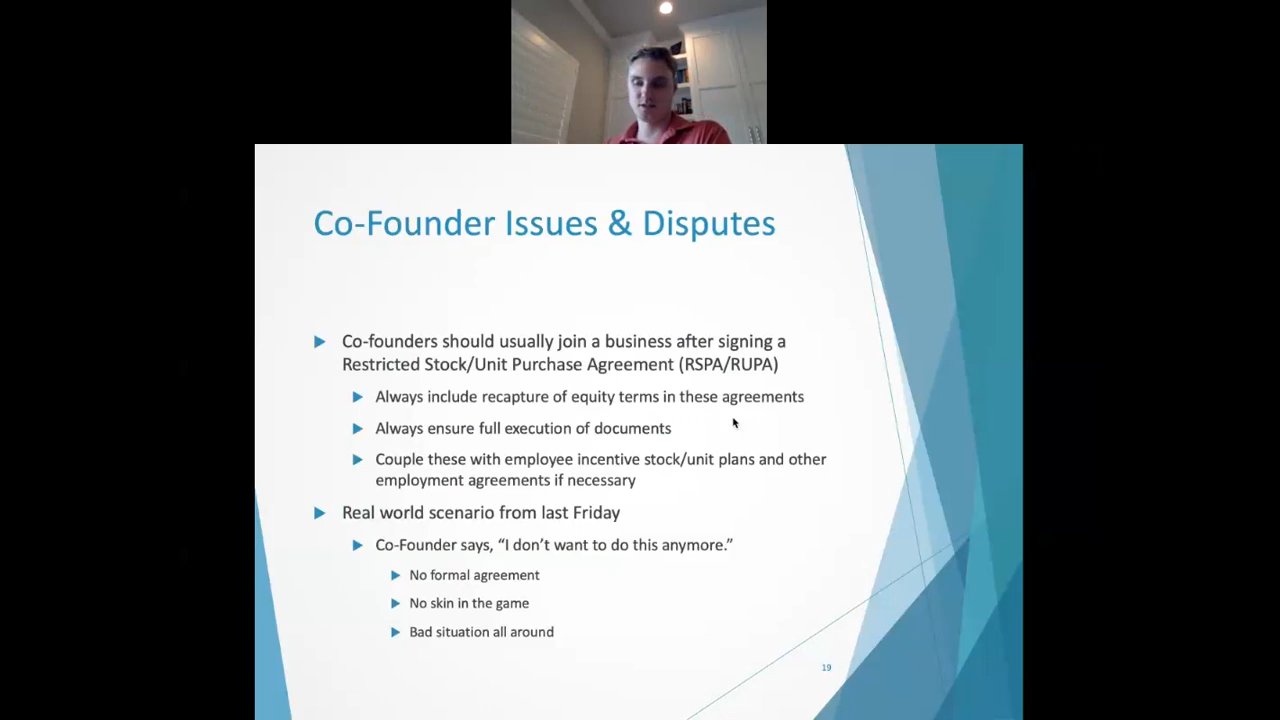 Co-Founder Issues & Disputes
Co-founders should usually join a business after signing a
Restricted Stock/Unit Purchase Agreement (RSPA/RUPA)
Always include recapture of equity terms in these agreements
Always ensure full execution of documents
Couple these with employee incentive stock/unit plans and other
employment agreements if necessary
Real world scenario from last Friday
Co-Founder says, “I don’t want to do this anymore.”
No formal agreement
No skin in the game
Bad situation all around
19